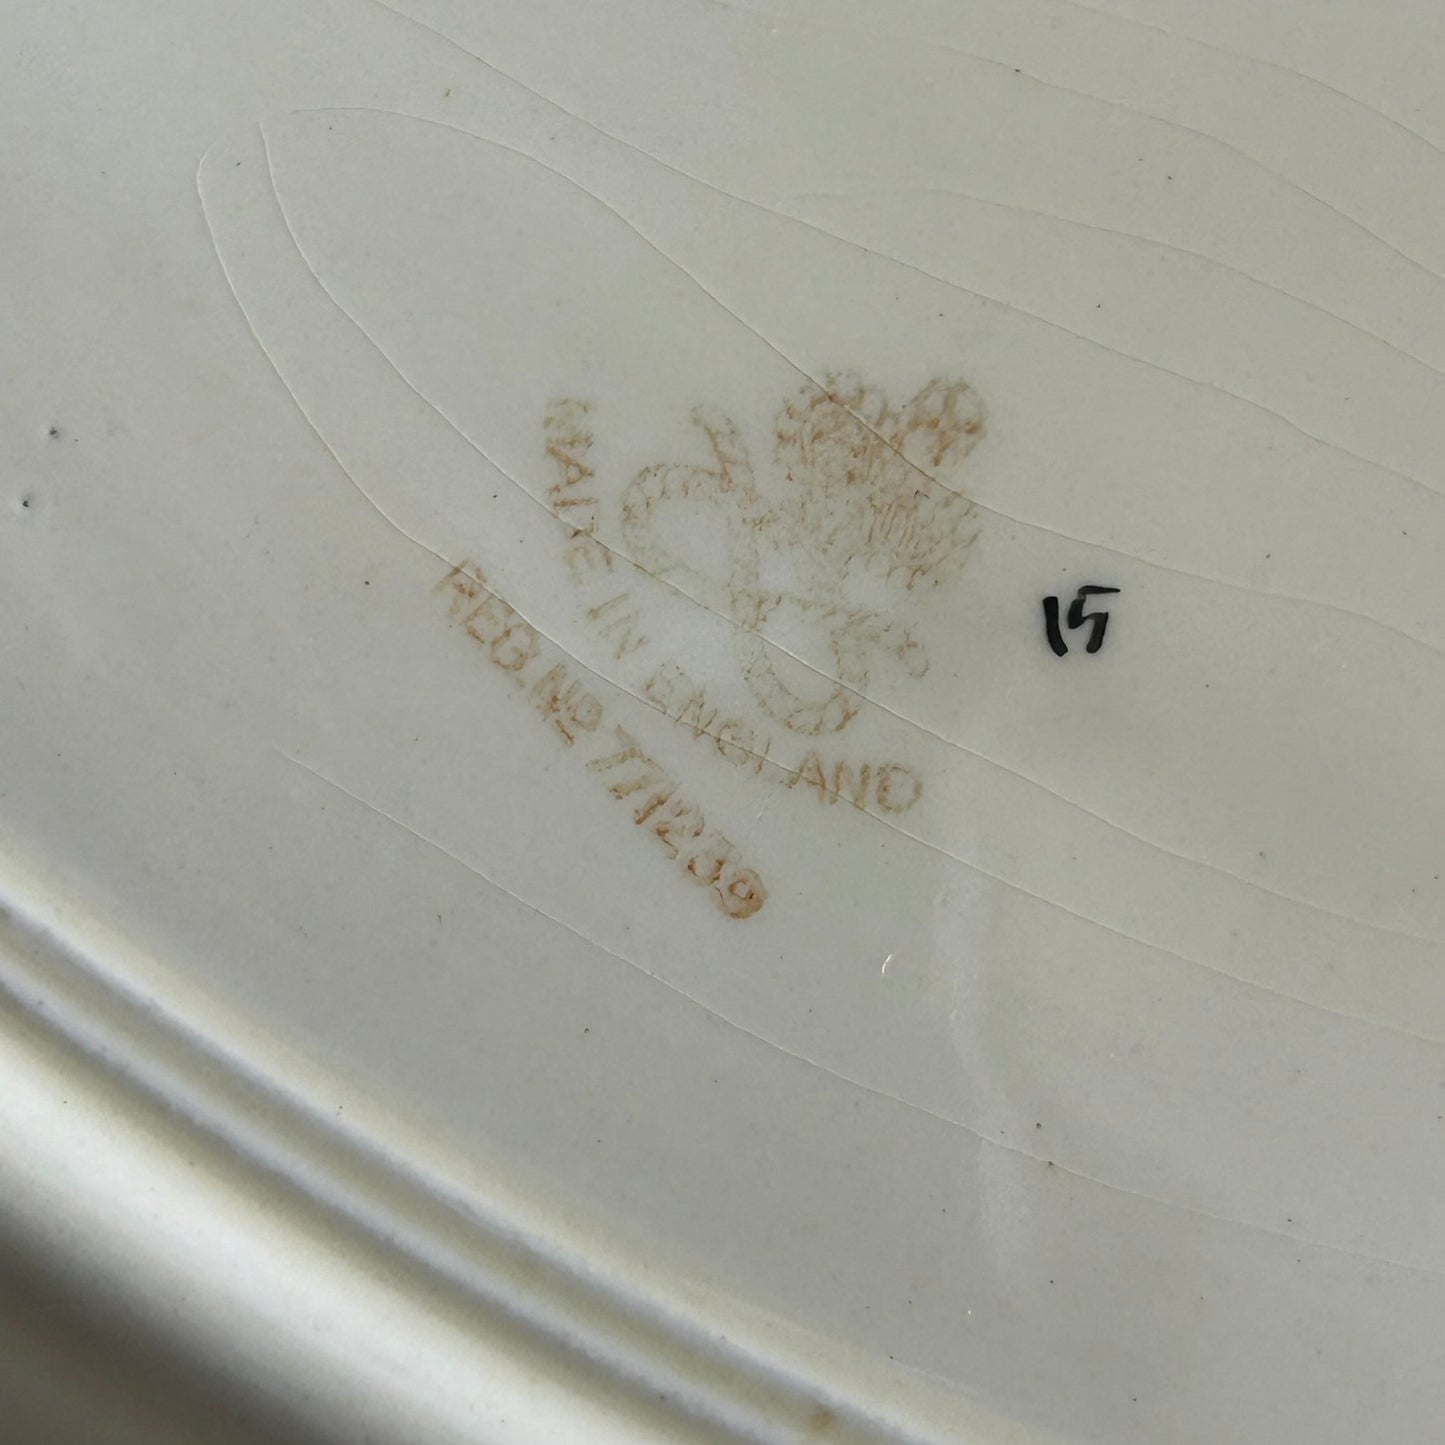 MADE IN ENGLAND
REG. Nº 771239
15